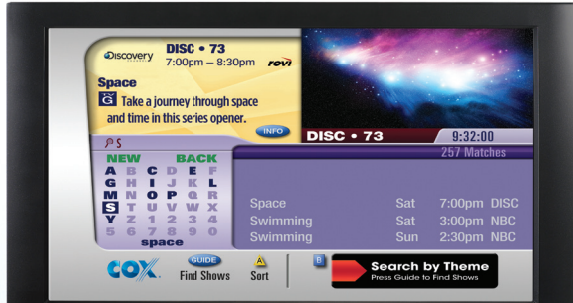 Discovery
CHANNEL
DISC • 73
7:00pm — 8:30pm
rovi
Space
G Take a journey through space
and time in this series opener.
INFO
DISC • 73
9:32:00
257 Matches
S
NEW BACK
A B C D E F
G H I J K L
M N O P Q R
S T U V W X
Y Z 1 2 3 4
5 6 7 8 9 0
space
Space Sat 7:00pm DISC
Swimming Sat 3:00pm NBC
Swimming Sun 2:30pm NBC
COX
GUIDE
Find Shows
A
Sort
B
Search by Theme
Press Guide to Find Shows